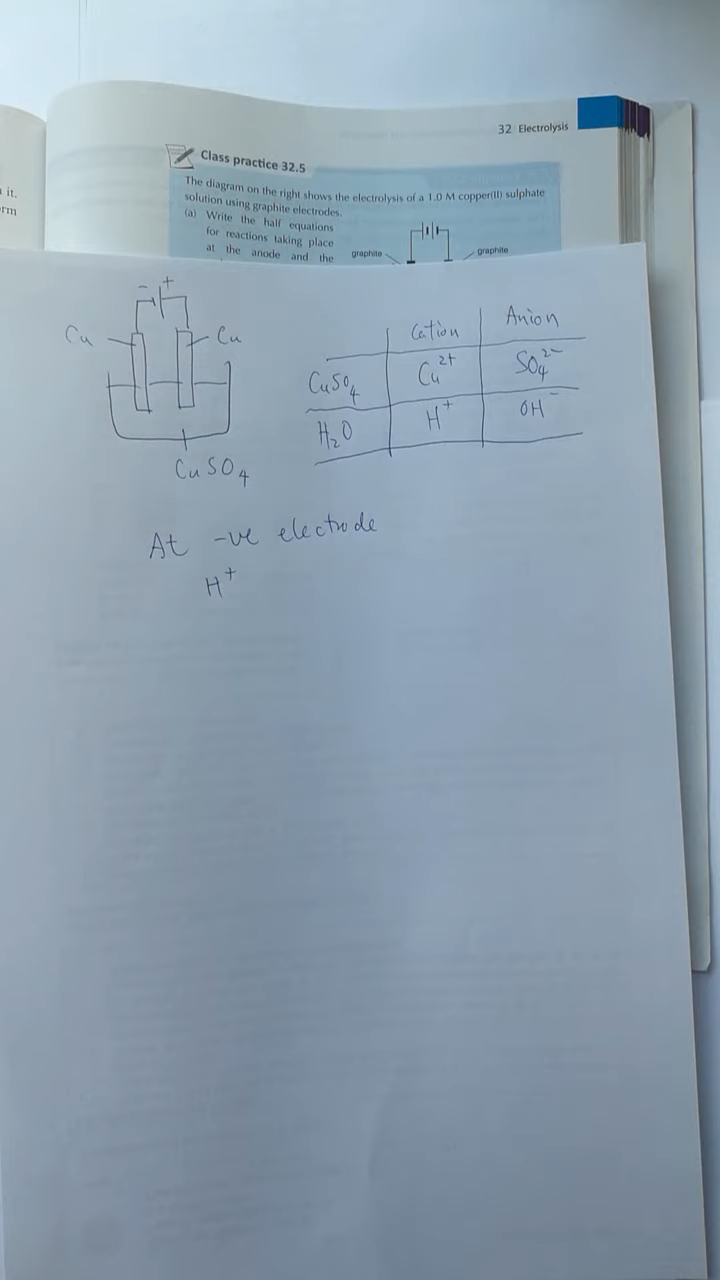 it.
rm
32 Electrolysis
Class practice 32.5
The diagram on the right shows the electrolysis of a 1.0 M copper(II) sulphate
solution using graphite electrodes.
(a) Write the half equations
for reactions taking place
at the anode and the
graphite
graphite
- +
Cu
Cu
CuSO₄
Cation Anion
CuSO₄ Cu²⁺ SO₄²⁻
H₂O H⁺ OH⁻
At -ve electrode
H⁺